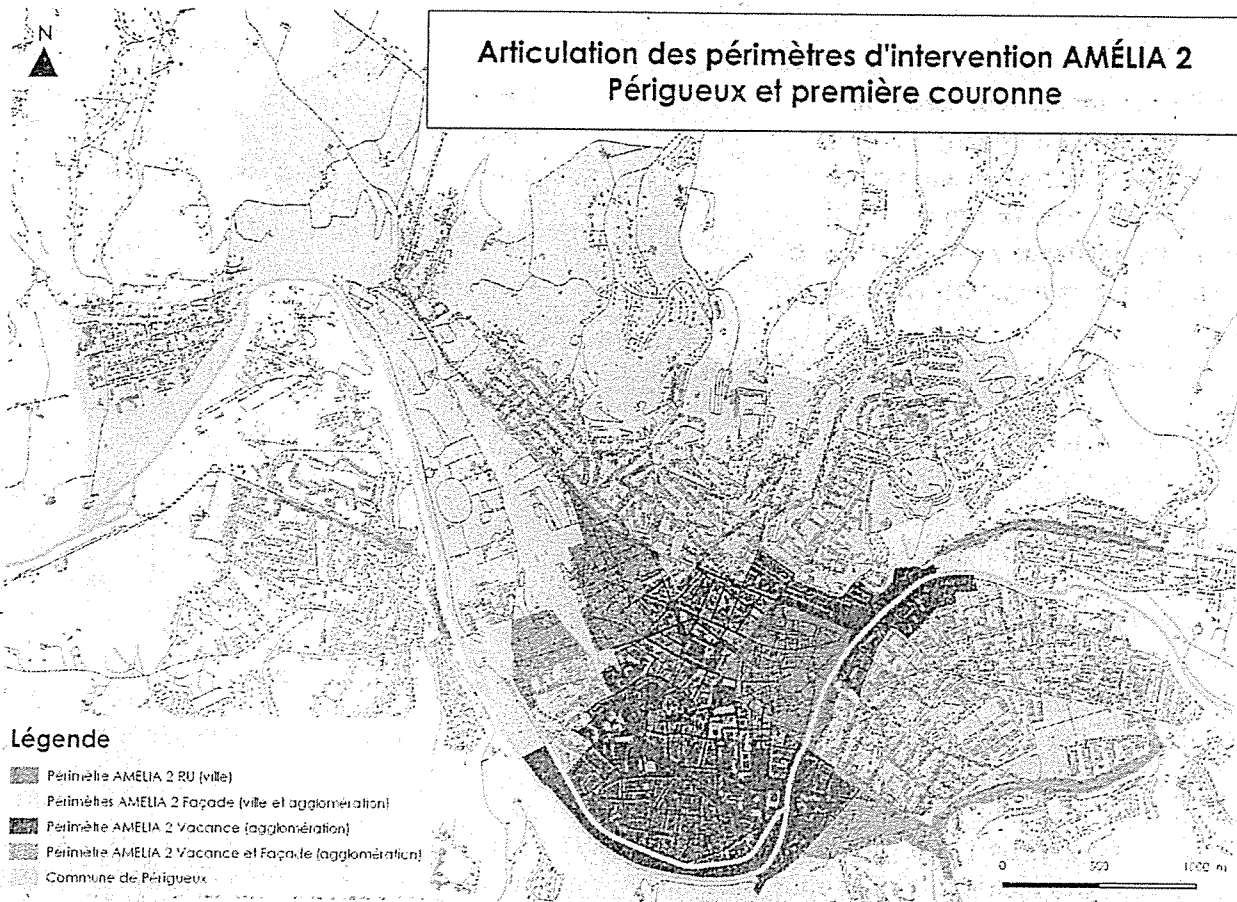 N
Articulation des périmètres d'intervention AMÉLIA 2
Périgueux et première couronne
Légende
Périmètre AMELIA 2 RU (ville)
Périmètres AMELIA 2 Façade (ville et agglomération)
Périmètre AMELIA 2 Vacance (agglomération)
Périmètre AMELIA 2 Vacance et Façade (agglomération)
Commune de Périgueux
0 500 1000 m